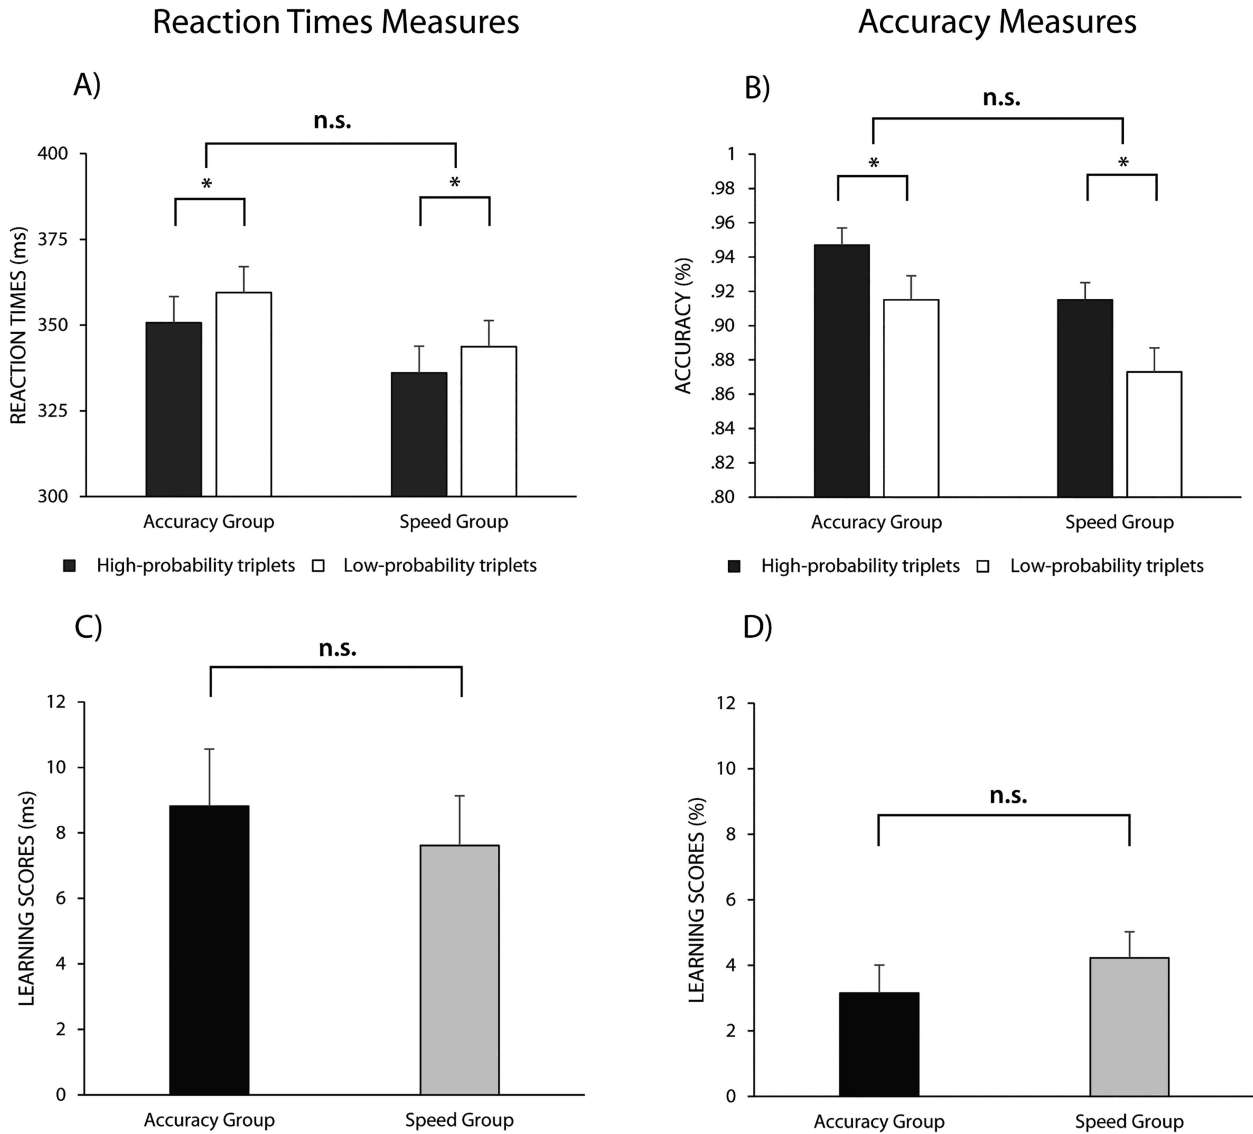 Reaction Times Measures
Accuracy Measures
A)
n.s.
*
*
400
375
350
325
300
REACTION TIMES (ms)
Accuracy Group
Speed Group
High-probability triplets
Low-probability triplets
B)
n.s.
*
*
1
.98
.96
.94
.92
.90
.88
.86
.84
.82
.80
ACCURACY (%)
Accuracy Group
Speed Group
High-probability triplets
Low-probability triplets
C)
n.s.
12
10
8
6
4
2
0
LEARNING SCORES (ms)
Accuracy Group
Speed Group
D)
n.s.
12
10
8
6
4
2
0
LEARNING SCORES (%)
Accuracy Group
Speed Group